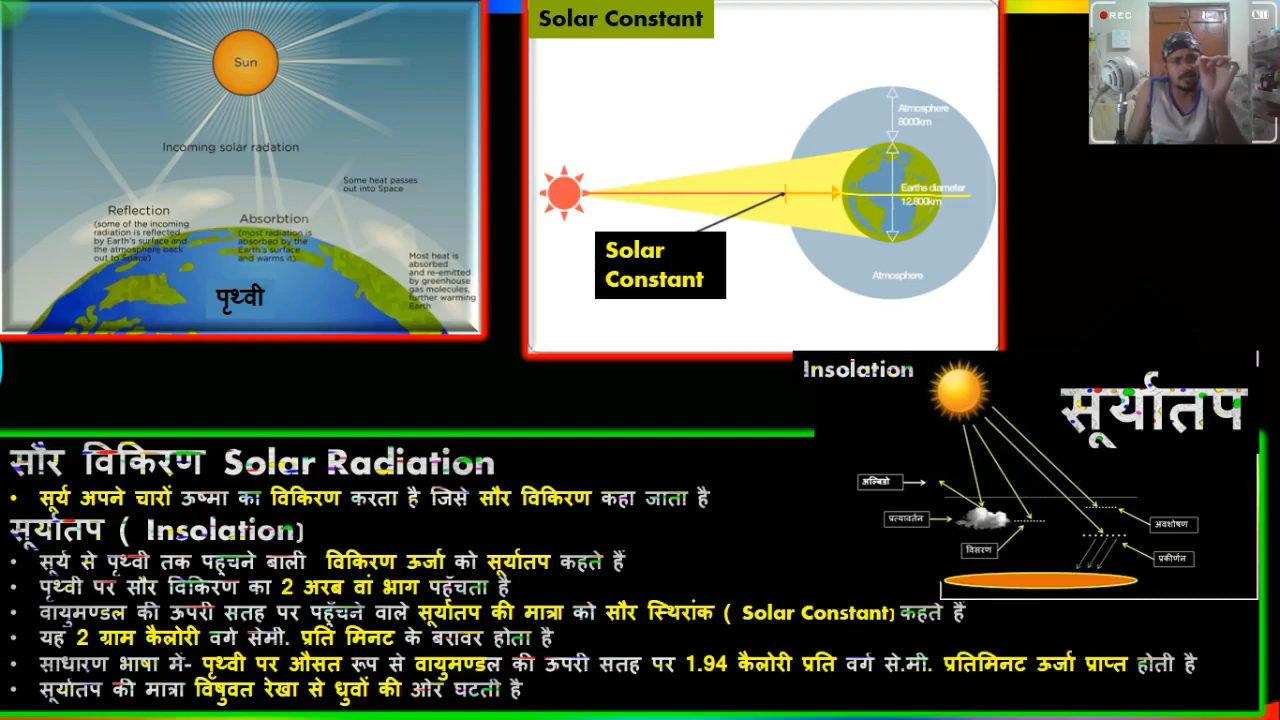 Sun
Incoming solar radation
Some heat passes
out into Space
Reflection
(some of the incoming
radiation is reflected
by Earth's surface and
the atmosphere back
out to Space)
Absorbtion
(most radiation is
absorbed by the
Earth's surface
and warms it)
Most heat is
absorbed
and re-emitted
by greenhouse
gas molecules,
further warming
Earth
पृथ्वी
Solar Constant
Atmosphere
8000km
Earths diameter
12,800km
Solar
Constant
Atmosphere
REC
Insolation
सूर्यातप
अल्बिडो
प्रत्यावर्तन
विसरण
अवशोषण
प्रकीर्णन
सौर विकिरण Solar Radiation
• सूर्य अपने चारों ऊष्मा का विकिरण करता है जिसे सौर विकिरण कहा जाता है
सूर्यातप ( Insolation)
• सूर्य से पृथ्वी तक पहुचने बाली विकिरण ऊर्जा को सूर्यातप कहते हैं
• पृथ्वी पर सौर विकिरण का 2 अरब वां भाग पहुँचता है
• वायुमण्डल की ऊपरी सतह पर पहुँचने वाले सूर्यातप की मात्रा को सौर स्थिरांक ( Solar Constant) कहते हैं
• यह 2 ग्राम कैलोरी वर्ग सेमी. प्रति मिनट के बरावर होता है
• साधारण भाषा में- पृथ्वी पर औसत रूप से वायुमण्डल की ऊपरी सतह पर 1.94 कैलोरी प्रति वर्ग से.मी. प्रतिमिनट ऊर्जा प्राप्त होती है
• सूर्यातप की मात्रा विषुवत रेखा से ध्रुवों की ओर घटती है